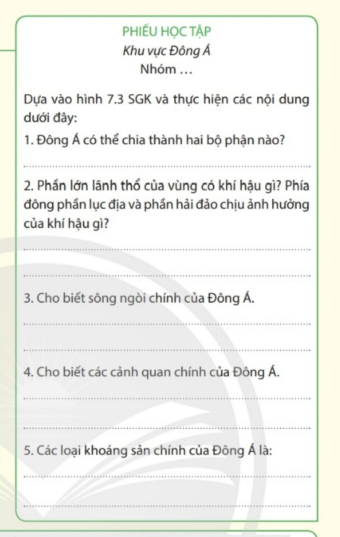 PHIẾU HỌC TẬP
Khu vực Đông Á
Nhóm ...
Dựa vào hình 7.3 SGK và thực hiện các nội dung
dưới đây:
1. Đông Á có thể chia thành hai bộ phận nào?
2. Phần lớn lãnh thổ của vùng có khí hậu gì? Phía
đông phần lục địa và phần hải đảo chịu ảnh hưởng
của khí hậu gì?
3. Cho biết sông ngòi chính của Đông Á.
4. Cho biết các cảnh quan chính của Đông Á.
5. Các loại khoáng sản chính của Đông Á là: